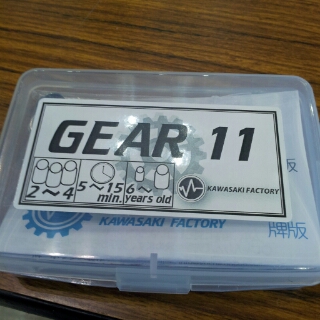 GEAR 11
2~4
5~15 min.
6~ years old
KAWASAKI FACTORY
KAWASAKI FACTORY
版
牌版